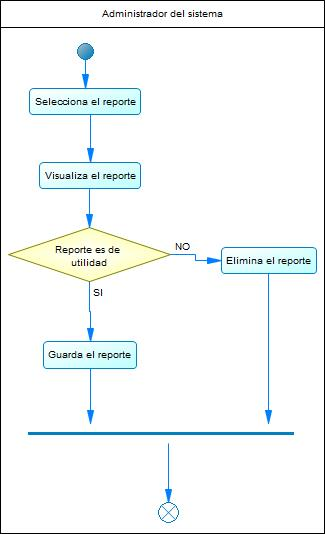 Administrador del sistema
Selecciona el reporte
Visualiza el reporte
Reporte es de
utilidad
NO
Elimina el reporte
SI
Guarda el reporte